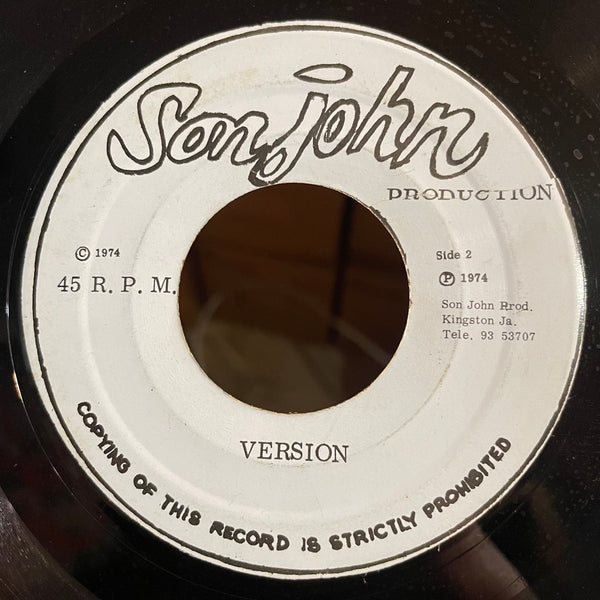 Son.john
PRODUCTION
© 1974
45 R. P. M.
Side 2
℗ 1974
Son John Rrod.
Kingston Ja.
Tele. 93 53707
VERSION
COPYING OF THIS RECORD IS STRICTLY PROHIBITED